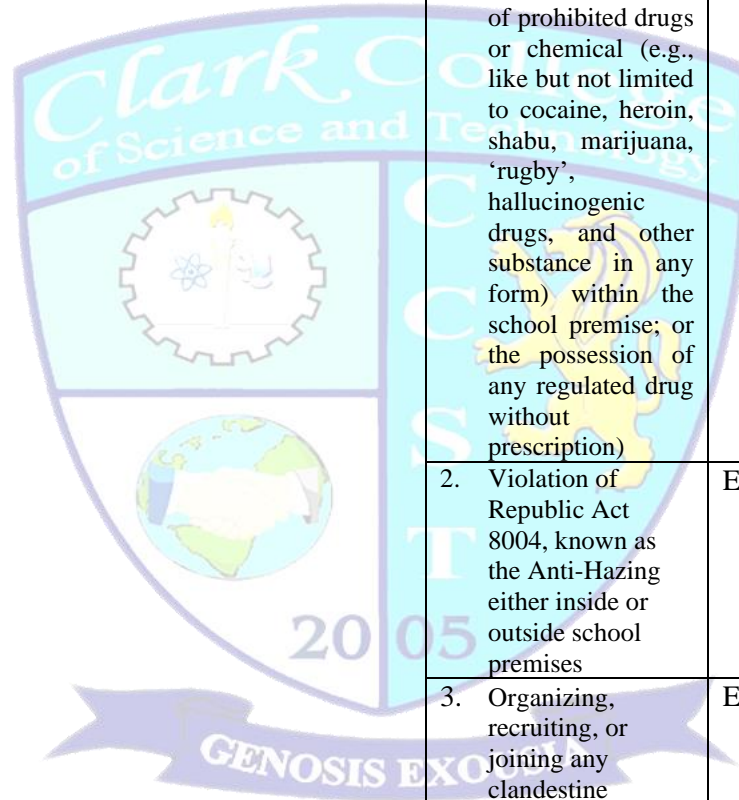 of prohibited drugs
or chemical (e.g.,
like but not limited
to cocaine, heroin,
shabu, marijuana,
‘rugby’,
hallucinogenic
drugs, and other
substance in any
form) within the
school premise; or
the possession of
any regulated drug
without
prescription)
2. Violation of
Republic Act
8004, known as
the Anti-Hazing
either inside or
outside school
premises
E
3. Organizing,
recruiting, or
joining any
clandestine
E
Clark College
of Science and Technology
C
C
S
T
20 05
GENOSIS EXOUSIA